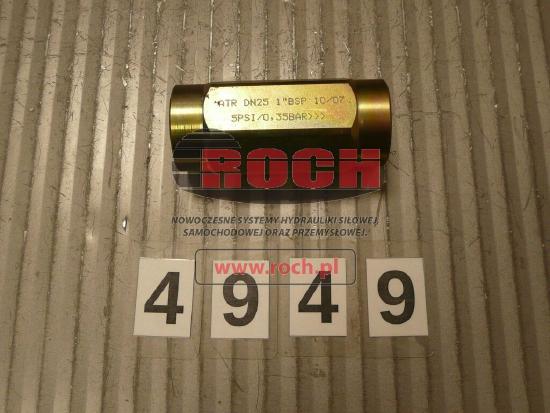 ATR DN25 1"BSP 10/07
5PSI/0,35BAR>>>
ROCH
NOWOCZESNE SYSTEMY HYDRAULIKI SIŁOWEJ,
SAMOCHODOWEJ ORAZ PRZEMYSŁOWEJ.
www.roch.pl
4 9 4 9